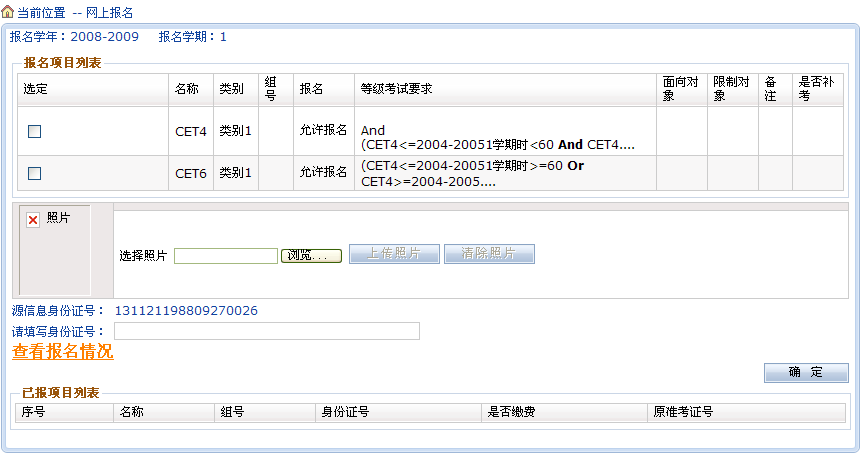 当前位置 -- 网上报名
报名学年：2008-2009 报名学期：1
报名项目列表
选定 名称 类别 组号 报名 等级考试要求 面向对象 限制对象 备注 是否补考
CET4 类别1 允许报名 And
(CET4<=2004-20051学期时<60 And CET4....
CET6 类别1 允许报名 (CET4<=2004-20051学期时>=60 Or
CET4>=2004-2005....
照片
选择照片 浏览... 上传照片 清除照片
源信息身份证号： 131121198809270026
请填写身份证号：
查看报名情况
确 定
已报项目列表
序号 名称 组号 身份证号 是否缴费 原准考证号